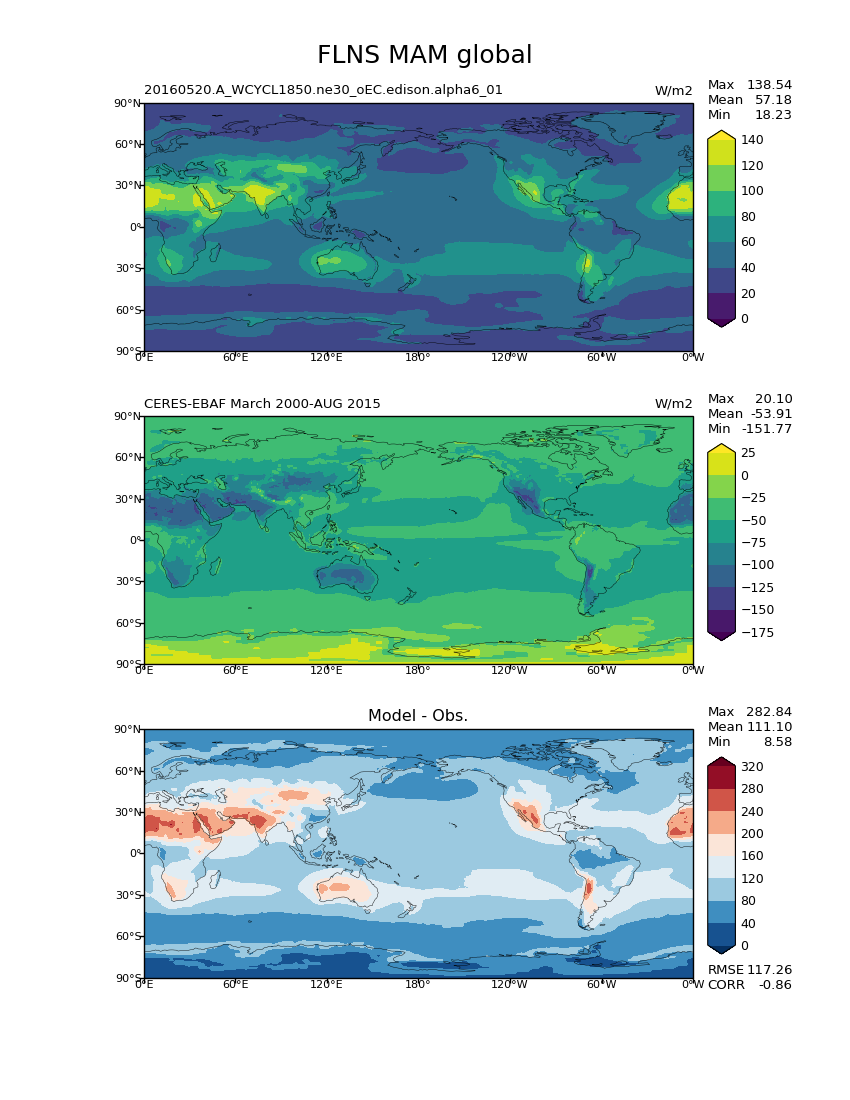 FLNS MAM global
20160520.A_WCYCL1850.ne30_oEC.edison.alpha6_01 W/m2
Max 138.54
Mean 57.18
Min 18.23
90°N
60°N
30°N
0°
30°S
60°S
90°S
0°E 60°E 120°E 180° 120°W 60°W 0°W
140
120
100
80
60
40
20
0
CERES-EBAF March 2000-AUG 2015 W/m2
Max 20.10
Mean -53.91
Min -151.77
90°N
60°N
30°N
0°
30°S
60°S
90°S
0°E 60°E 120°E 180° 120°W 60°W 0°W
25
0
−25
−50
−75
−100
−125
−150
−175
Model - Obs.
Max 282.84
Mean 111.10
Min 8.58
90°N
60°N
30°N
0°
30°S
60°S
90°S
0°E 60°E 120°E 180° 120°W 60°W 0°W
320
280
240
200
160
120
80
40
0
RMSE 117.26
CORR -0.86